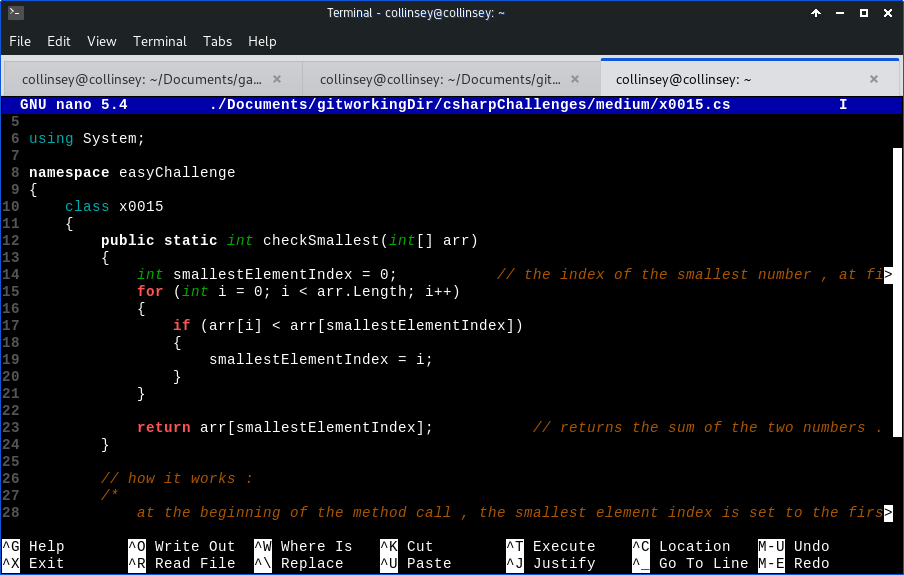 Terminal - collinsey@collinsey: ~
File Edit View Terminal Tabs Help
collinsey@collinsey: ~/Documents/ga... × collinsey@collinsey: ~/Documents/git... × collinsey@collinsey: ~ ×
GNU nano 5.4 ./Documents/gitworkingDir/csharpChallenges/medium/x0015.cs I
5
6 using System;
7
8 namespace easyChallenge
9 {
10 class x0015
11 {
12 public static int checkSmallest(int[] arr)
13 {
14 int smallestElementIndex = 0; // the index of the smallest number , at fi>
15 for (int i = 0; i < arr.Length; i++)
16 {
17 if (arr[i] < arr[smallestElementIndex])
18 {
19 smallestElementIndex = i;
20 }
21 }
22
23 return arr[smallestElementIndex]; // returns the sum of the two numbers .
24 }
25
26 // how it works :
27 /*
28 at the beginning of the method call , the smallest element index is set to the firs>
^G Help ^O Write Out ^W Where Is ^K Cut ^T Execute ^C Location M-U Undo
^X Exit ^R Read File ^\ Replace ^U Paste ^J Justify ^_ Go To Line M-E Redo